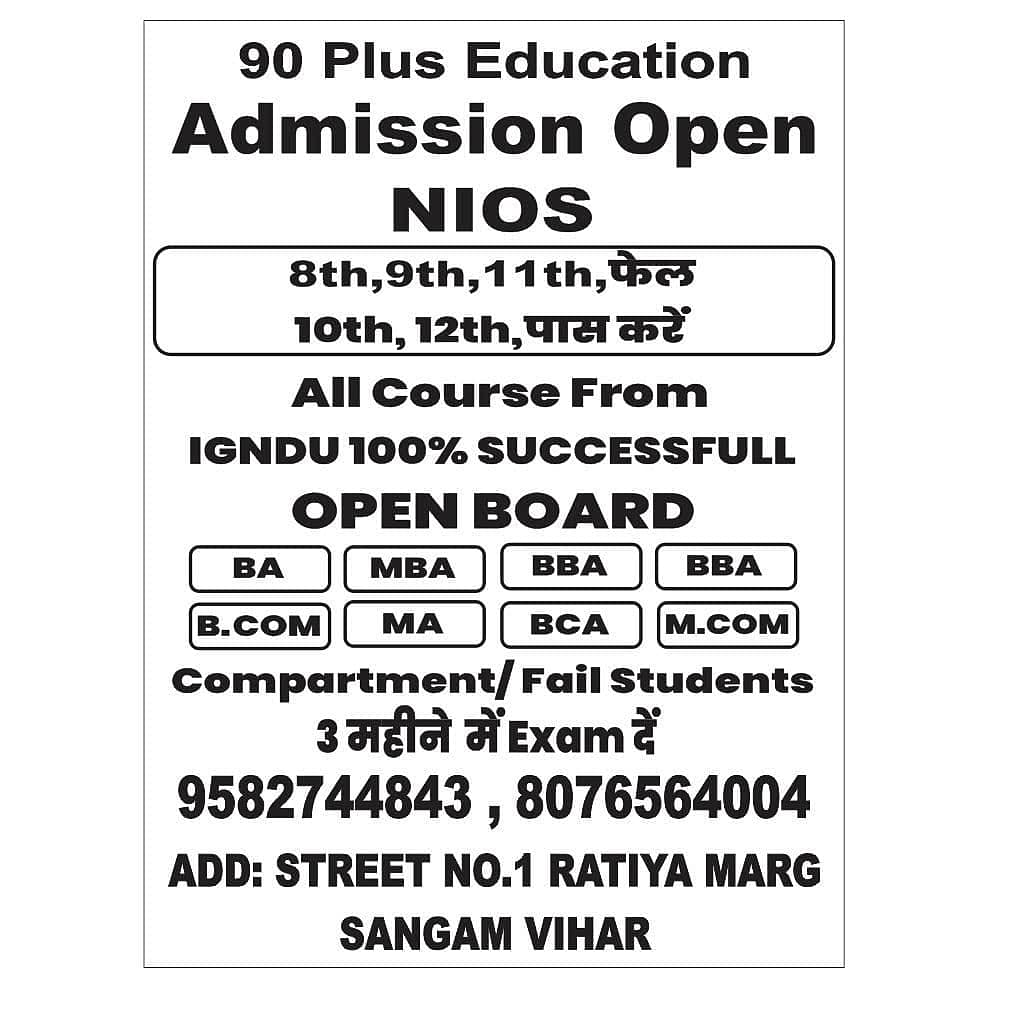 90 Plus Education
Admission Open
NIOS
8th,9th,11th,फेल
10th, 12th,पास करें
All Course From
IGNDU 100% SUCCESSFULL
OPEN BOARD
BA MBA BBA BBA
B.COM MA BCA M.COM
Compartment/ Fail Students
3 महीने में Exam दें
9582744843 , 8076564004
ADD: STREET NO.1 RATIYA MARG
SANGAM VIHAR